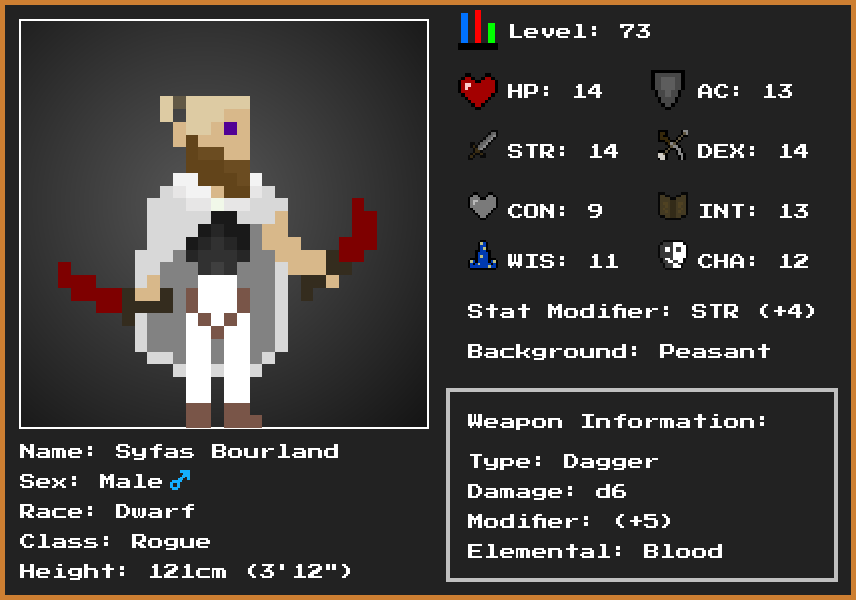 Level: 73
HP: 14
AC: 13
STR: 14
DEX: 14
CON: 9
INT: 13
WIS: 11
CHA: 12
Stat Modifier: STR (+4)
Background: Peasant
Weapon Information:
Type: Dagger
Damage: d6
Modifier: (+5)
Elemental: Blood
Name: Syfas Bourland
Sex: Male♂
Race: Dwarf
Class: Rogue
Height: 121cm (3'12")